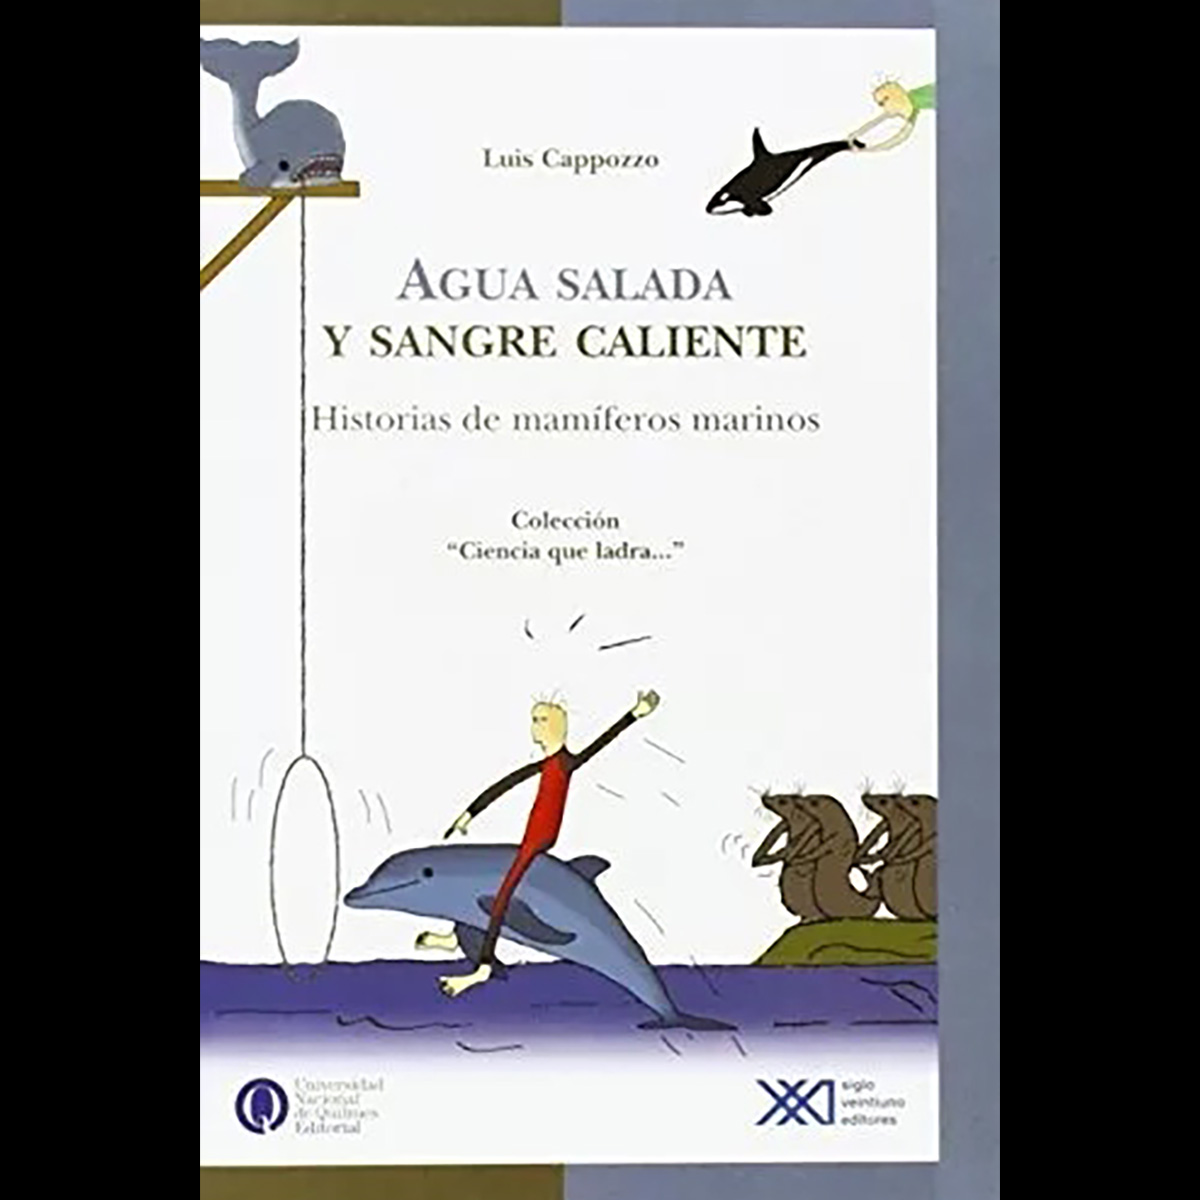 Luis Cappozzo
AGUA SALADA
Y SANGRE CALIENTE
Historias de mamíferos marinos
Colección
“Ciencia que ladra...”
Universidad
Nacional
de Quilmes
Editorial
siglo
veintiuno
editores